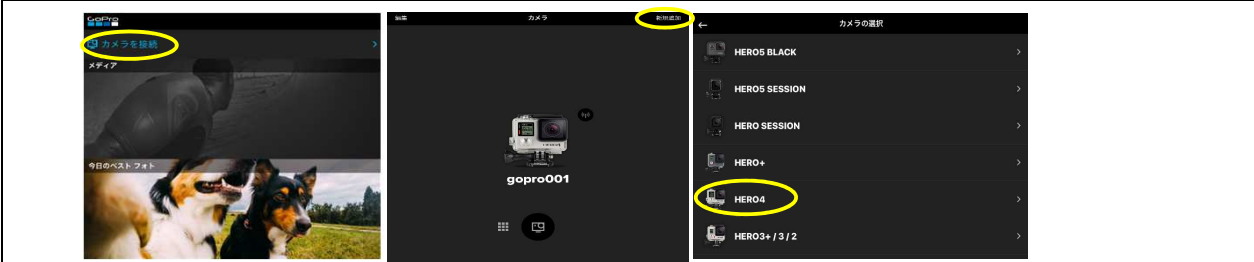 GoPro
カメラを接続
メディア
今日のベスト フォト
編集
カメラ
新規追加
gopro001
カメラの選択
HERO5 BLACK
HERO5 SESSION
HERO SESSION
HERO+
HERO4
HERO3+ / 3 / 2